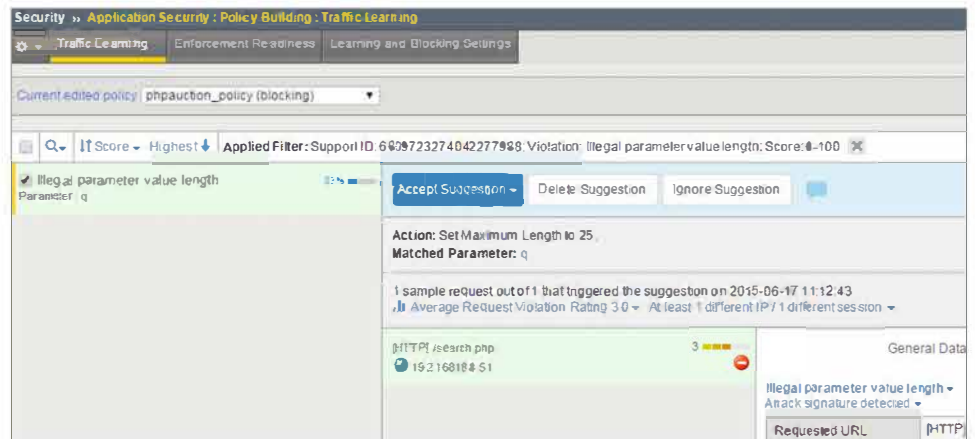 Security » Application Security : Policy Building : Traffic Learning
Traffic Learning Enforcement Readiness Learning and Blocking Settings
Current edited policy phpauction_policy (blocking)
Score Highest Applied Filter: Support ID: Violation: Illegal parameter value length; Score: -100
Illegal parameter value length
Parameter q
Accept Suggestion Delete Suggestion Ignore Suggestion
Action: Set Maximum Length to 25
Matched Parameter: q
1 sample request out of 1 that triggered the suggestion on 2015-06-17 11:12:43
Average Request Violation Rating 3.0 At least 1 different IP / 1 different session
[HTTP] /search.php 3
General Data
Illegal parameter value length
Attack signature detected
Requested URL [HTTP